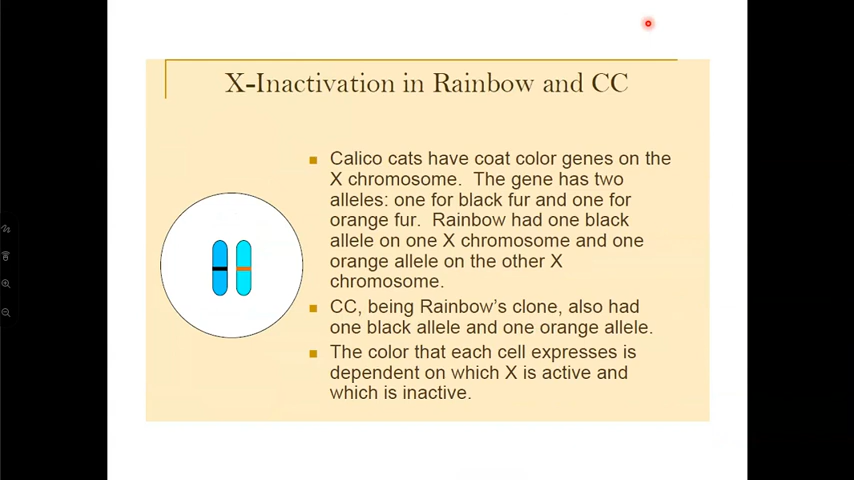 X-Inactivation in Rainbow and CC
Calico cats have coat color genes on the
X chromosome. The gene has two
alleles: one for black fur and one for
orange fur. Rainbow had one black
allele on one X chromosome and one
orange allele on the other X
chromosome.
CC, being Rainbow's clone, also had
one black allele and one orange allele.
The color that each cell expresses is
dependent on which X is active and
which is inactive.